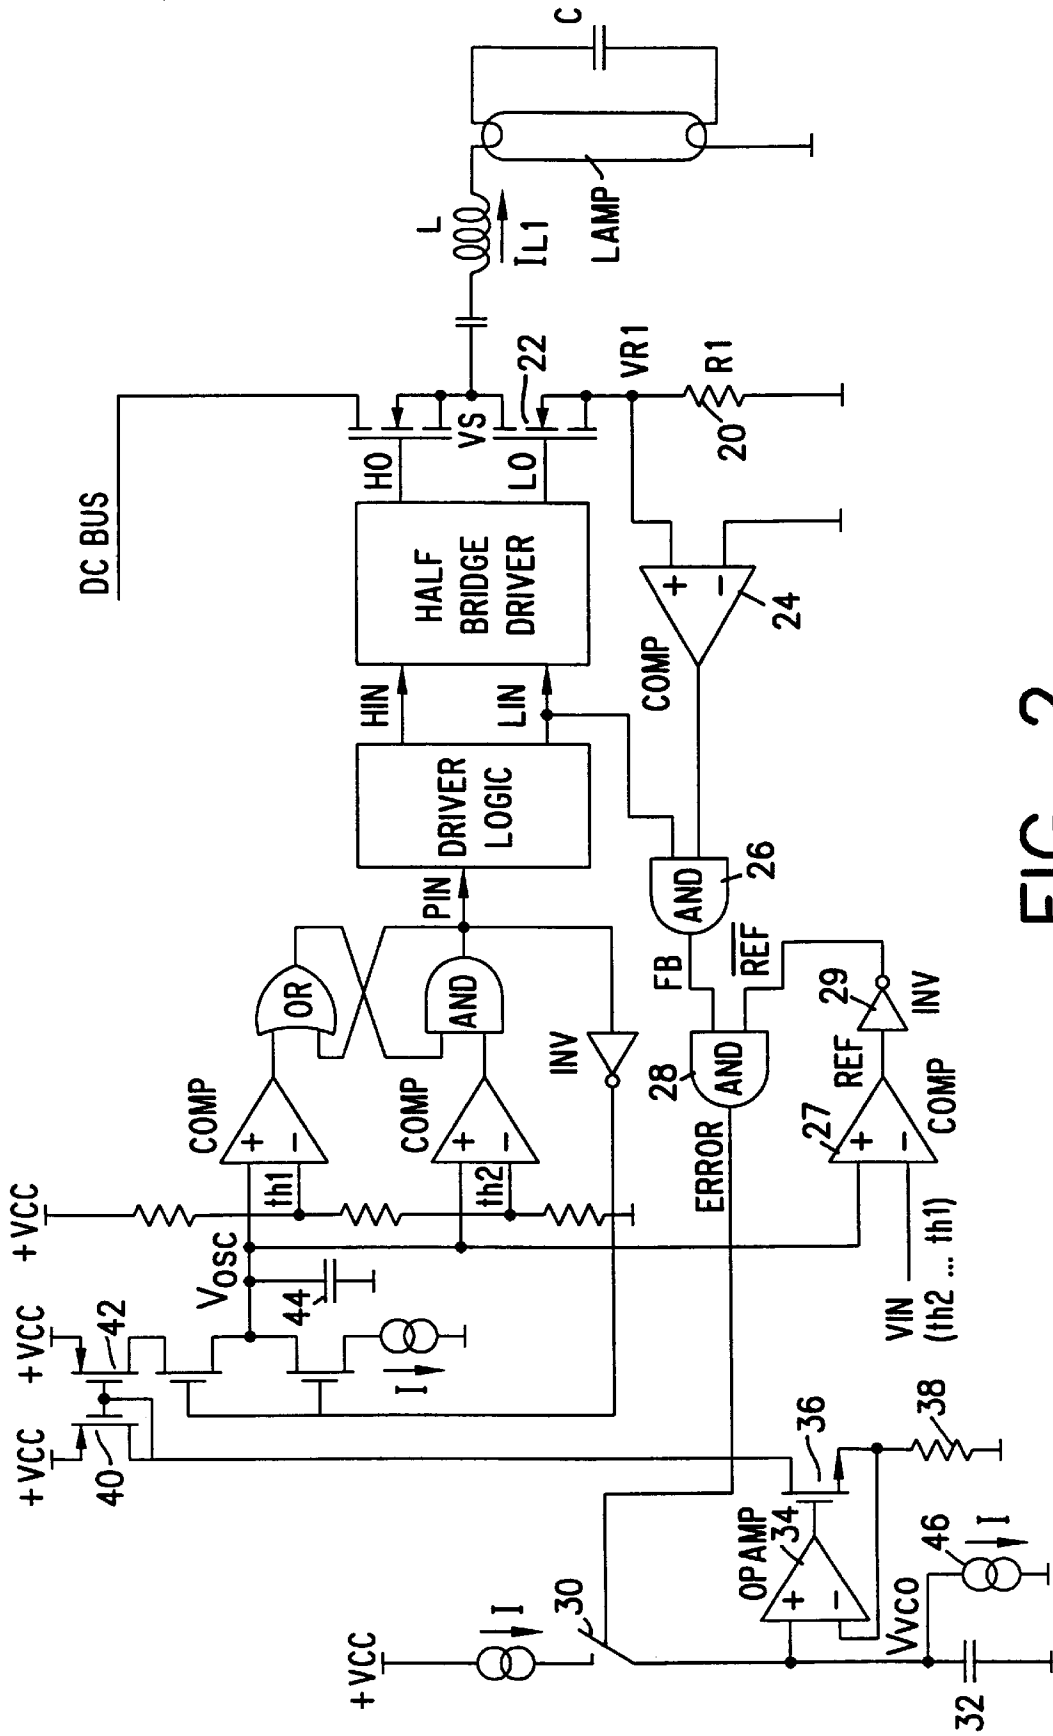 DC BUS
C
L
IL1
LAMP
HO
VS
22
LO
VR1
R1
20
HALF
BRIDGE
DRIVER
HIN
LIN
COMP
+
−
24
DRIVER
LOGIC
PIN
AND
26
FB
REF
OR
AND
INV
28
AND
29
INV
REF
COMP
+
−
th1
COMP
+
−
th2
ERROR
27
+
−
COMP
VIN
(th2 ... th1)
+VCC
VOSC
44
+VCC
42
I
+VCC
40
36
38
OPAMP
34
+
−
46
I
VVCO
30
I
+VCC
32
FIG_2